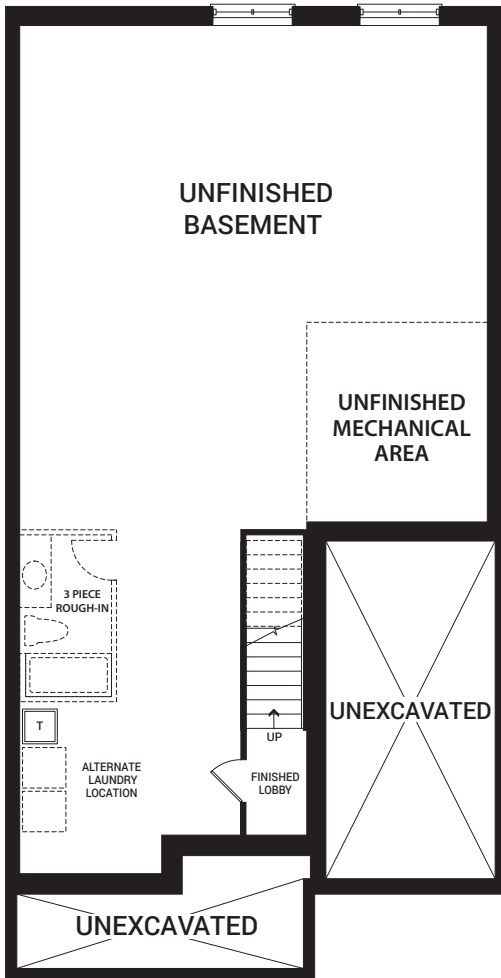 UNFINISHED
BASEMENT
UNFINISHED
MECHANICAL
AREA
3 PIECE
ROUGH-IN
UNEXCAVATED
T
UP
ALTERNATE
LAUNDRY
LOCATION
FINISHED
LOBBY
UNEXCAVATED